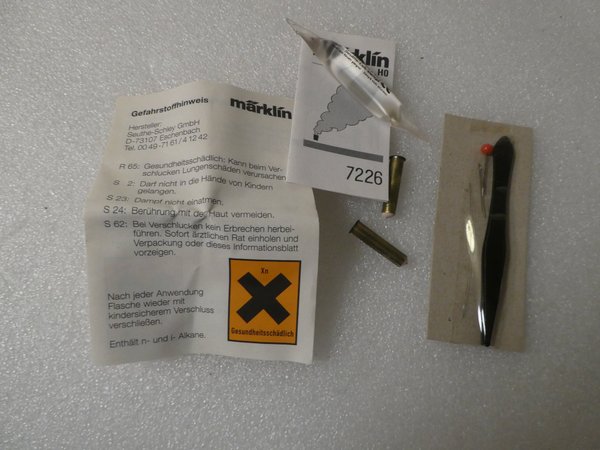 Gefahrstoffhinweis
märklin
Hersteller:
Seuthe-Schley GmbH
D-73107 Eschenbach
Tel. 00 49-71 61/4 12 42
R 65: Gesundheitsschädlich: Kann beim Ver-
schlucken Lungenschäden verursachen
S 2: Darf nicht in die Hände von Kindern
gelangen.
S 23: Dampf nicht einatmen.
S 24: Berührung mit der Haut vermeiden.
S 62: Bei Verschlucken kein Erbrechen herbei-
führen. Sofort ärztlichen Rat einholen und
Verpackung oder dieses Informationsblatt
vorzeigen.
Nach jeder Anwendung
Flasche wieder mit
kindersicherem Verschluss
verschließen.
Enthält n- und i- Alkane.
Xn
Gesundheitsschädlich
märklin
H0
7226